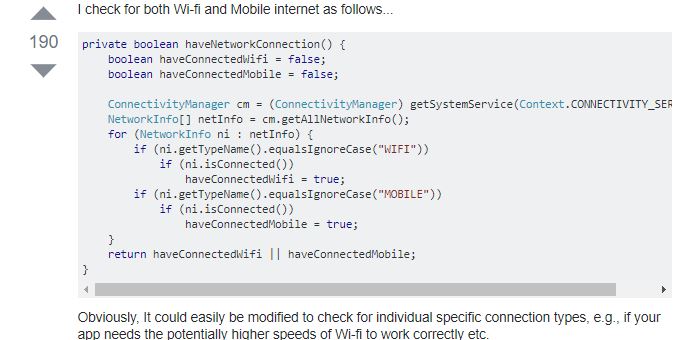 I check for both Wi-fi and Mobile internet as follows...
190
private boolean haveNetworkConnection() {
    boolean haveConnectedWifi = false;
    boolean haveConnectedMobile = false;

    ConnectivityManager cm = (ConnectivityManager) getSystemService(Context.CONNECTIVITY_SER
    NetworkInfo[] netInfo = cm.getAllNetworkInfo();
    for (NetworkInfo ni : netInfo) {
        if (ni.getTypeName().equalsIgnoreCase("WIFI"))
            if (ni.isConnected())
                haveConnectedWifi = true;
        if (ni.getTypeName().equalsIgnoreCase("MOBILE"))
            if (ni.isConnected())
                haveConnectedMobile = true;
    }
    return haveConnectedWifi || haveConnectedMobile;
}
Obviously, It could easily be modified to check for individual specific connection types, e.g., if your
app needs the potentially higher speeds of Wi-fi to work correctly etc.